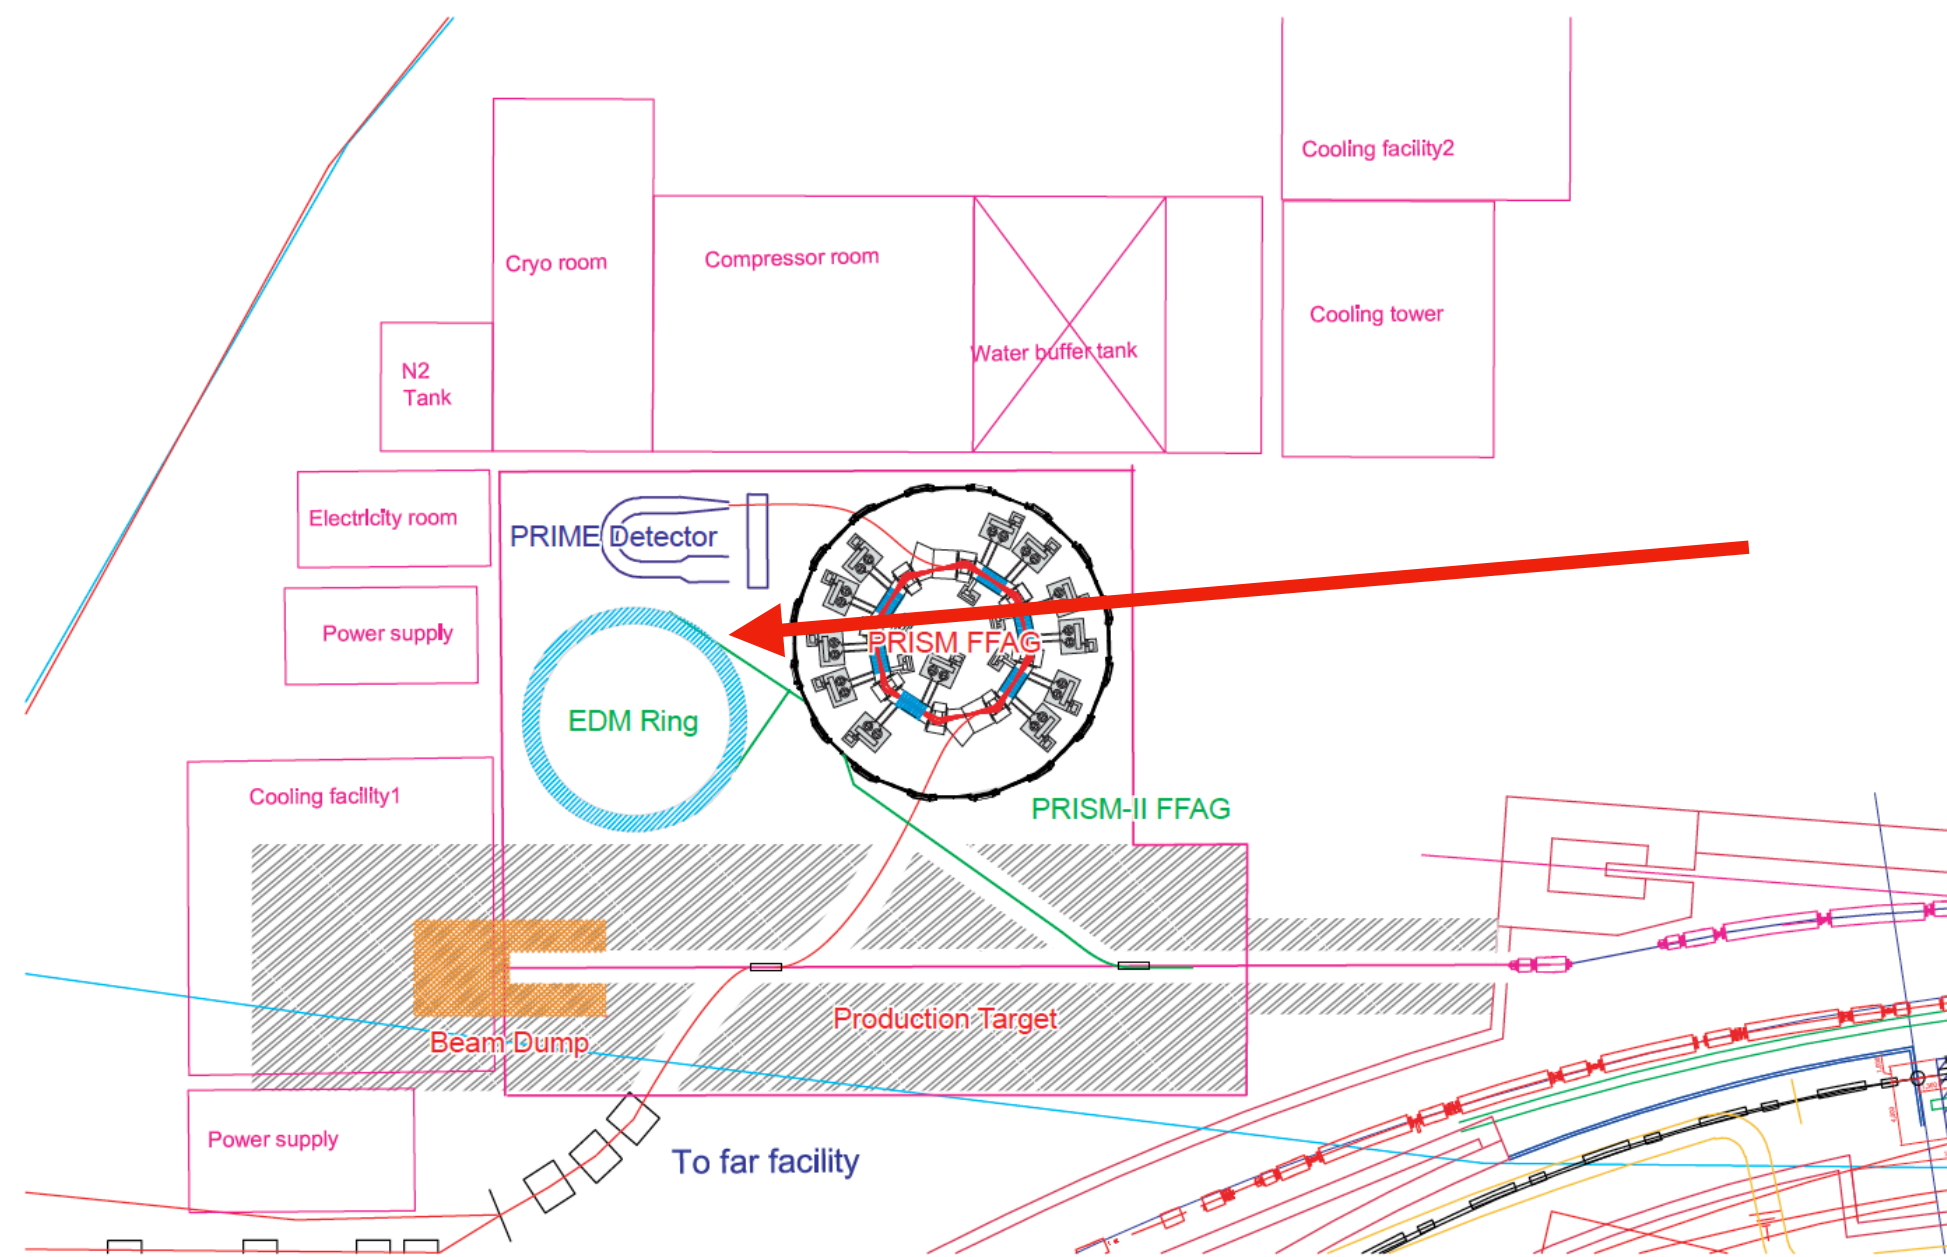 Cooling facility2
Cryo room
Compressor room
Cooling tower
Water buffer tank
N2
Tank
Electricity room
PRIME Detector
Power supply
PRISM FFAG
EDM Ring
Cooling facility1
PRISM-II FFAG
Production Target
Beam Dump
Power supply
To far facility